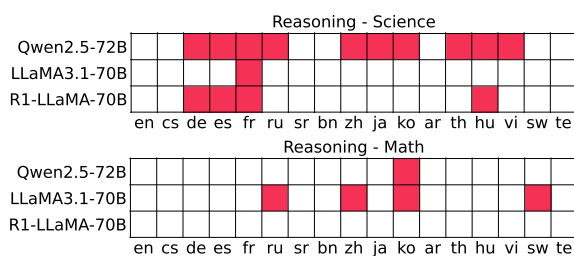 Reasoning - Science
Qwen2.5-72B
LLaMA3.1-70B
R1-LLaMA-70B
en cs de es fr ru sr bn zh ja ko ar th hu vi sw te
Reasoning - Math
Qwen2.5-72B
LLaMA3.1-70B
R1-LLaMA-70B
en cs de es fr ru sr bn zh ja ko ar th hu vi sw te